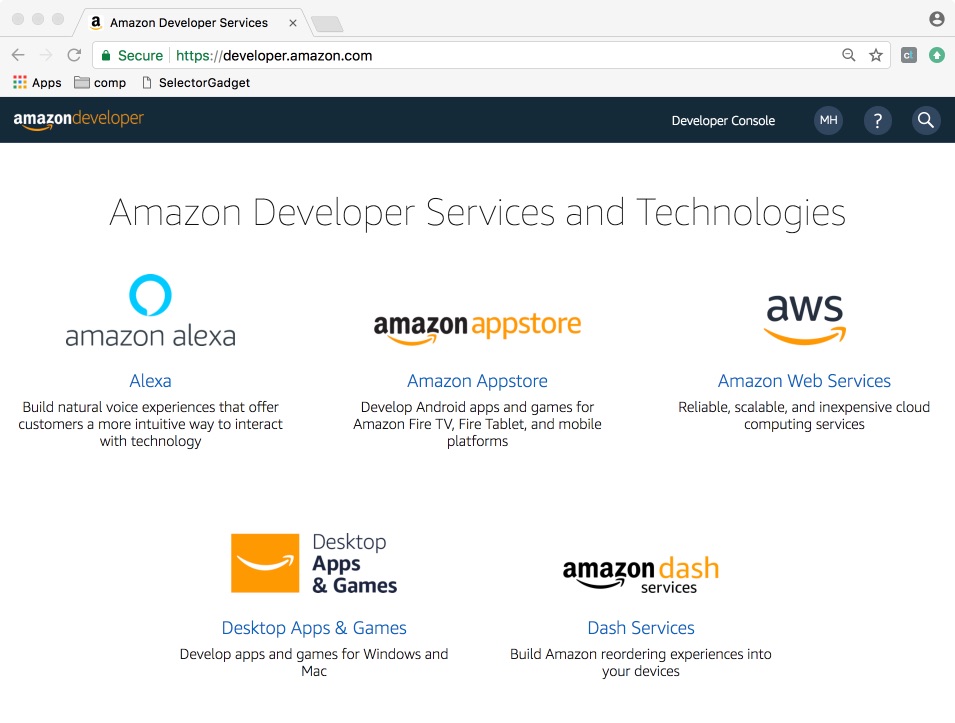 Amazon Developer Services
Secure https://developer.amazon.com
Apps comp SelectorGadget
amazondeveloper Developer Console MH ?
Amazon Developer Services and Technologies
amazon alexa
Alexa
Build natural voice experiences that offer
customers a more intuitive way to interact
with technology
amazon appstore
Amazon Appstore
Develop Android apps and games for
Amazon Fire TV, Fire Tablet, and mobile
platforms
aws
Amazon Web Services
Reliable, scalable, and inexpensive cloud
computing services
Desktop
Apps
& Games
Desktop Apps & Games
Develop apps and games for Windows and
Mac
amazon dash
services
Dash Services
Build Amazon reordering experiences into
your devices